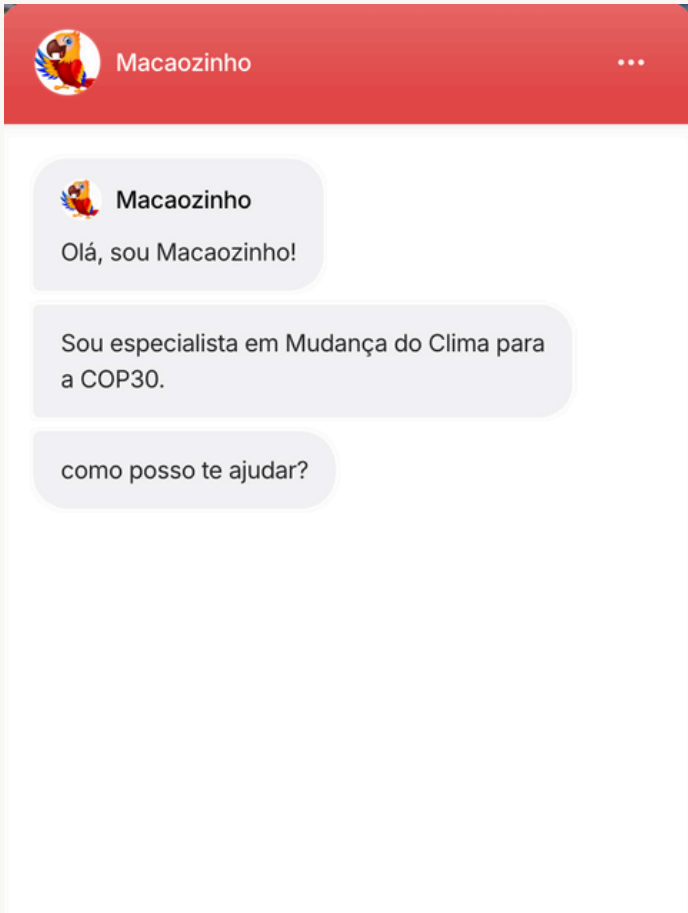 Macaozinho
Macaozinho
Olá, sou Macaozinho!
Sou especialista em Mudança do Clima para
a COP30.
como posso te ajudar?